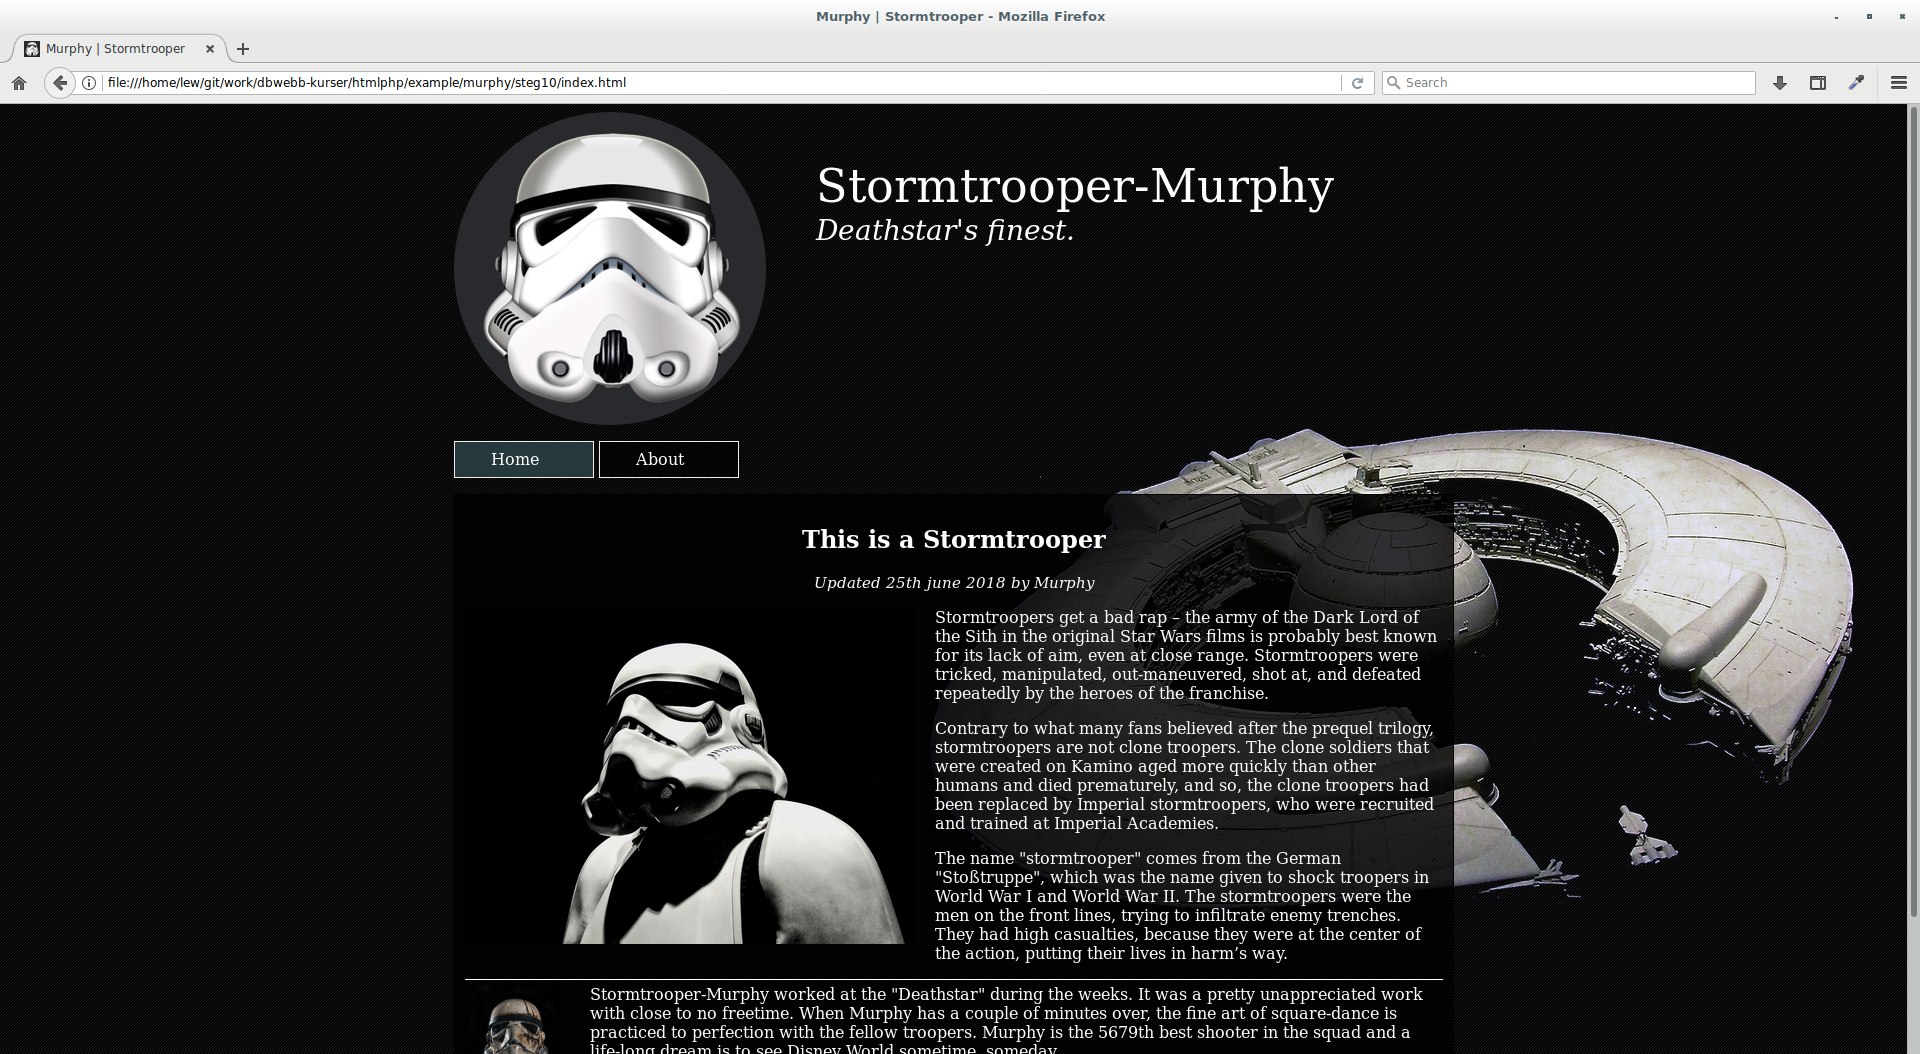 Murphy | Stormtrooper - Mozilla Firefox
Murphy | Stormtrooper
file:///home/lew/git/work/dbwebb-kurser/htmlphp/example/murphy/steg10/index.html
Search
Stormtrooper-Murphy
Deathstar's finest.
Home
About
This is a Stormtrooper
Updated 25th june 2018 by Murphy
Stormtroopers get a bad rap – the army of the Dark Lord of
the Sith in the original Star Wars films is probably best known
for its lack of aim, even at close range. Stormtroopers were
tricked, manipulated, out-maneuvered, shot at, and defeated
repeatedly by the heroes of the franchise.
Contrary to what many fans believed after the prequel trilogy,
stormtroopers are not clone troopers. The clone soldiers that
were created on Kamino aged more quickly than other
humans and died prematurely, and so, the clone troopers had
been replaced by Imperial stormtroopers, who were recruited
and trained at Imperial Academies.
The name "stormtrooper" comes from the German
"Stoßtruppe", which was the name given to shock troopers in
World War I and World War II. The stormtroopers were the
men on the front lines, trying to infiltrate enemy trenches.
They had high casualties, because they were at the center of
the action, putting their lives in harm’s way.
Stormtrooper-Murphy worked at the "Deathstar" during the weeks. It was a pretty unappreciated work
with close to no freetime. When Murphy has a couple of minutes over, the fine art of square-dance is
practiced to perfection with the fellow troopers. Murphy is the 5679th best shooter in the squad and a
life-long dream is to see Disney World sometime, someday.